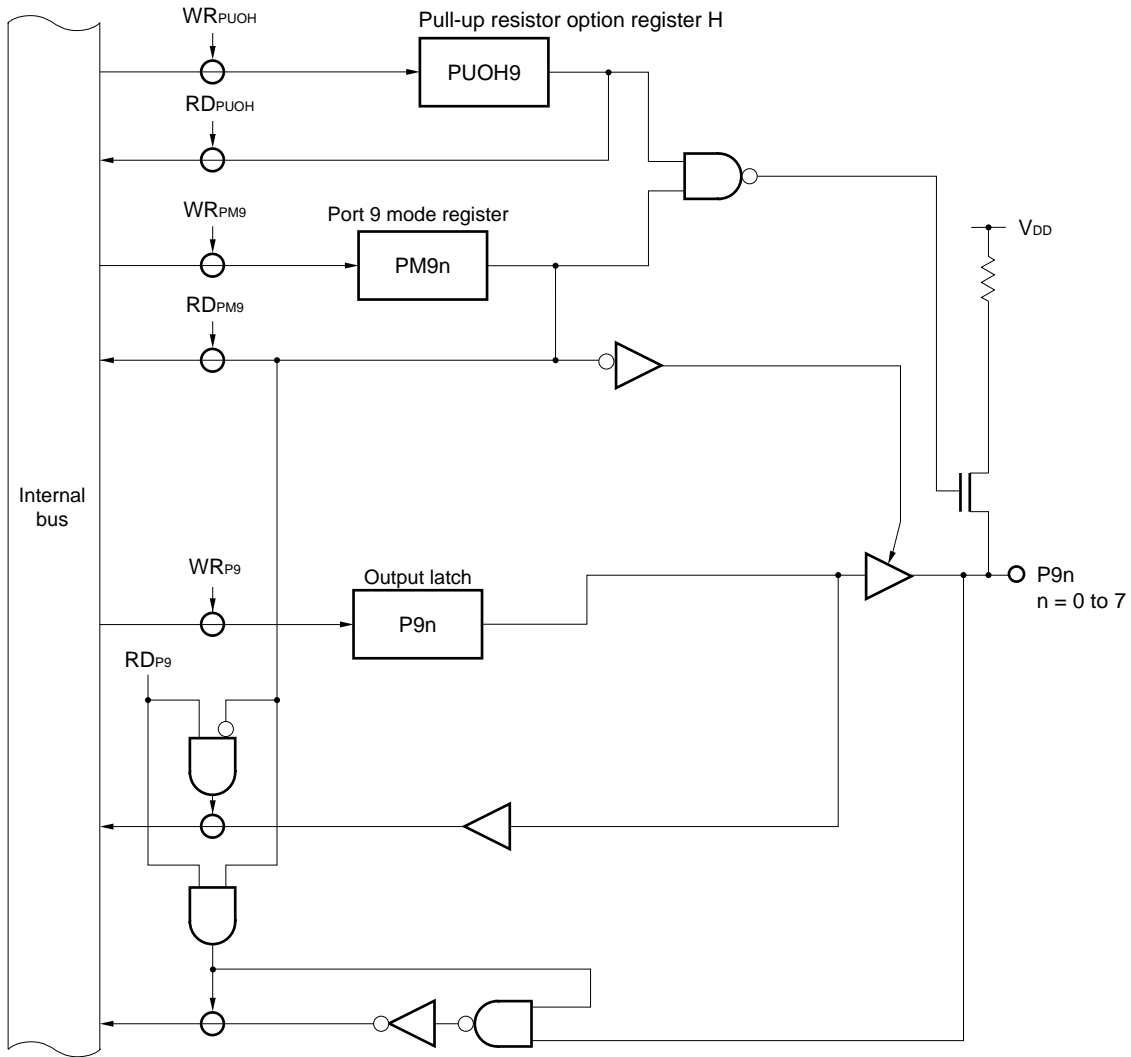 WRPUOH
Pull-up resistor option register H
PUOH9
RDPUOH
WRPM9
Port 9 mode register
PM9n
RDPM9
VDD
Internal
bus
WRP9
Output latch
P9n
P9n
n = 0 to 7
RDP9